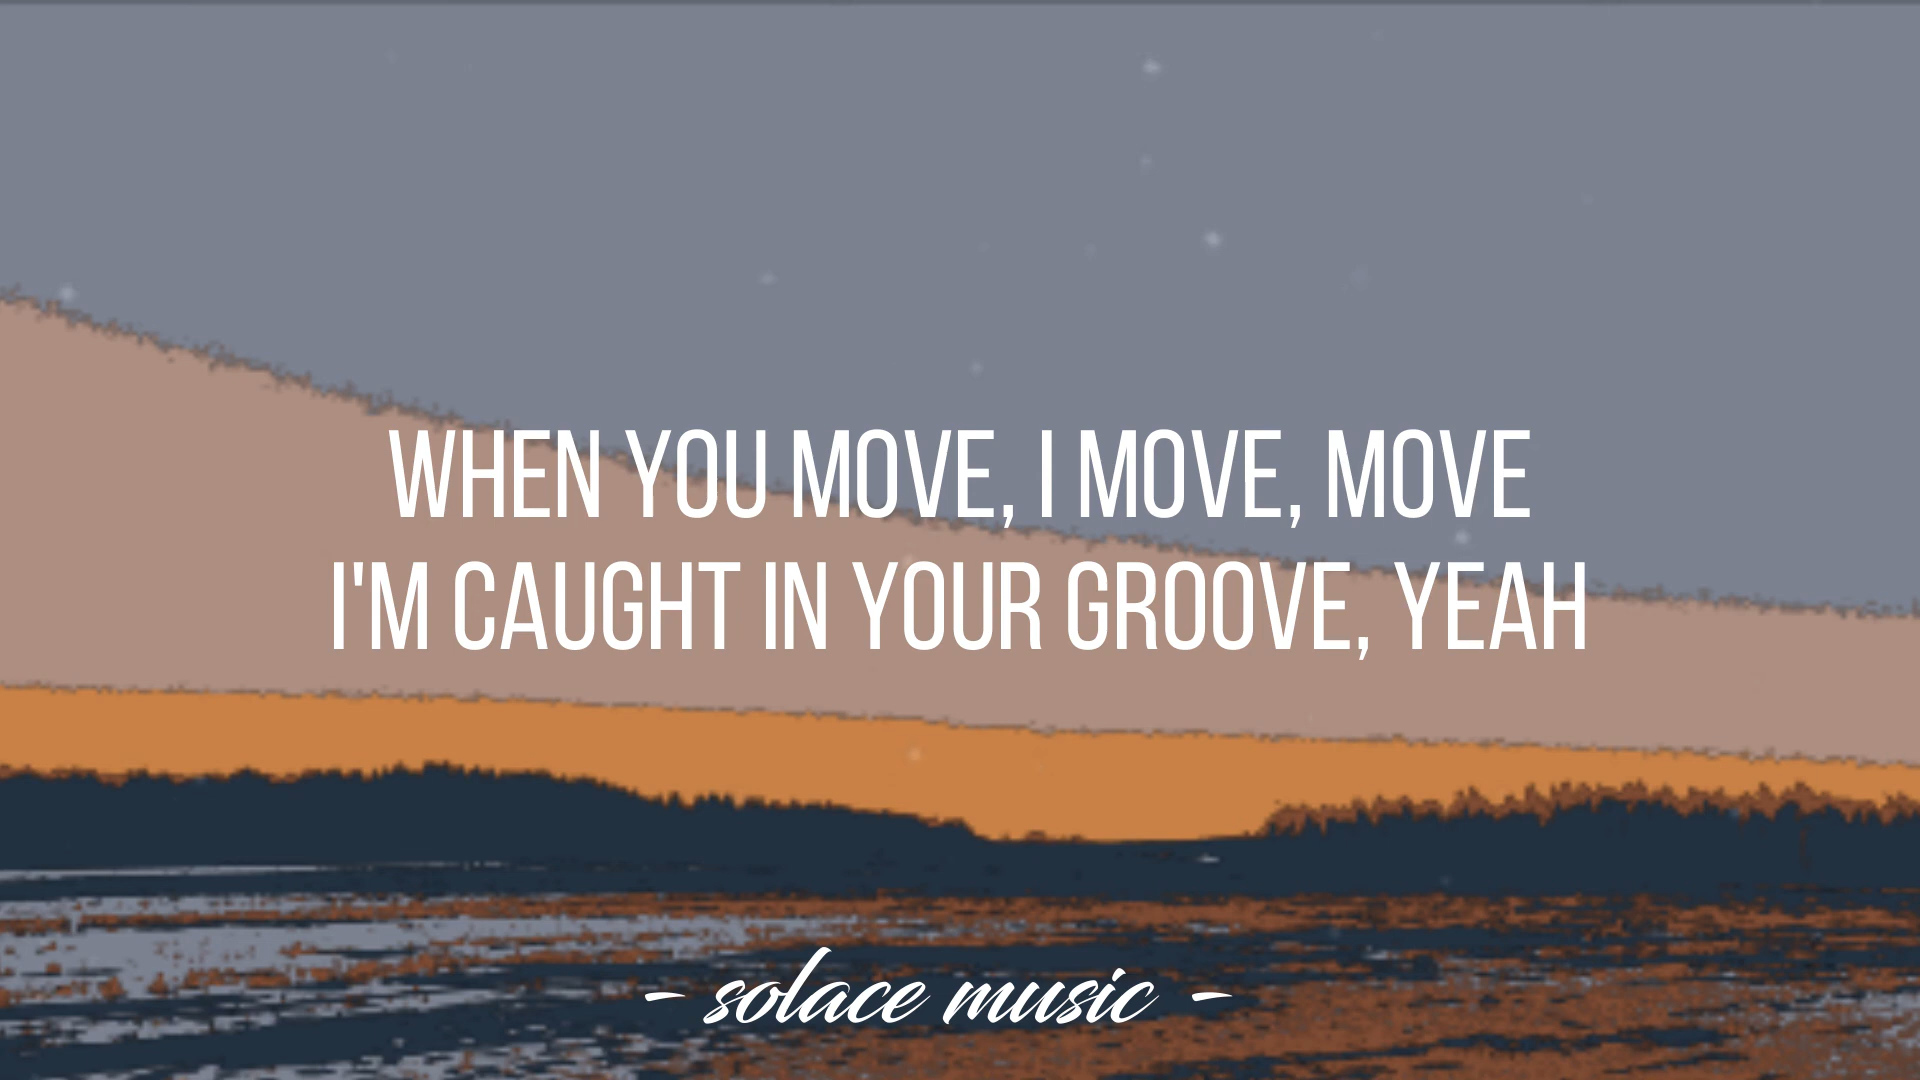 WHEN YOU MOVE, I MOVE, MOVE
I'M CAUGHT IN YOUR GROOVE, YEAH
- solace music -